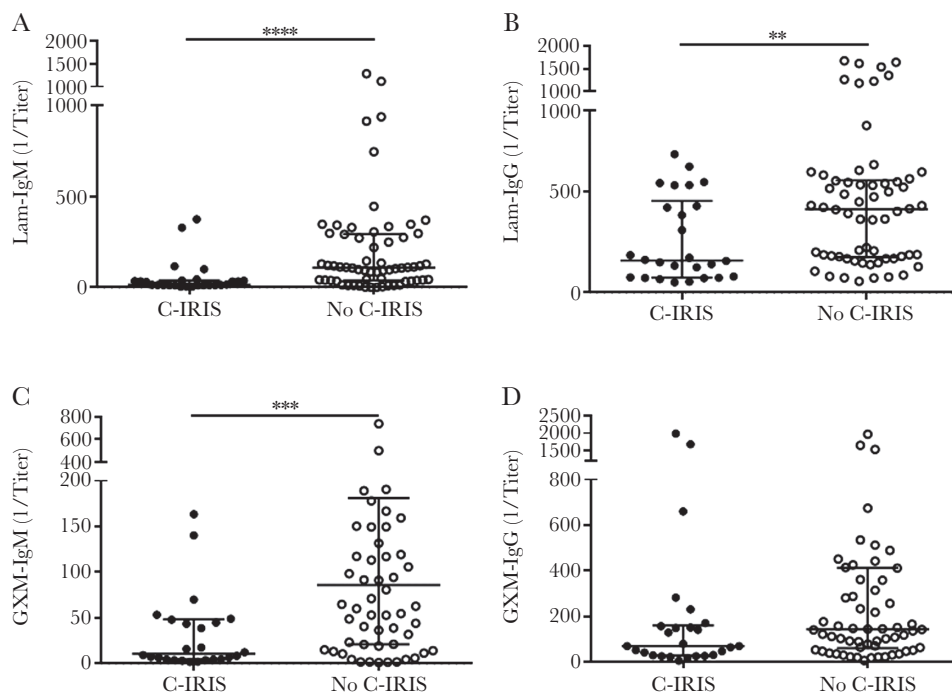 A
****
Lam-IgM (1/Titer)
2000
1500
1000
1000
500
0
C-IRIS No C-IRIS
B
**
Lam-IgG (1/Titer)
2000
1500
1000
1000
500
0
C-IRIS No C-IRIS
C
***
GXM-IgM (1/Titer)
800
600
400
200
150
100
50
0
C-IRIS No C-IRIS
D
GXM-IgG (1/Titer)
2500
2000
1500
800
600
400
200
0
C-IRIS No C-IRIS